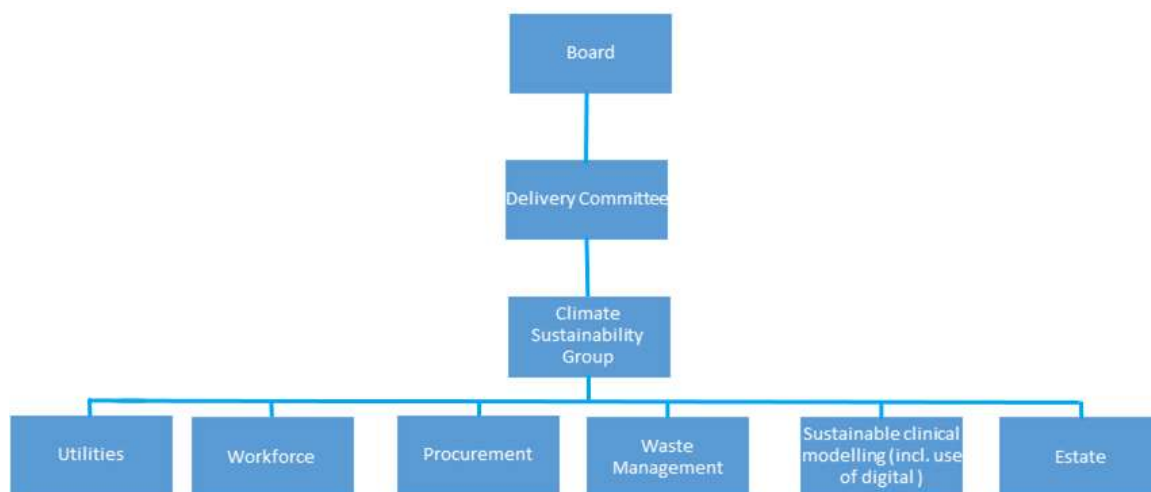 Board
Delivery Committee
Climate
Sustainability
Group
Utilities
Workforce
Procurement
Waste
Management
Sustainable clinical
modelling (incl. use
of digital )
Estate